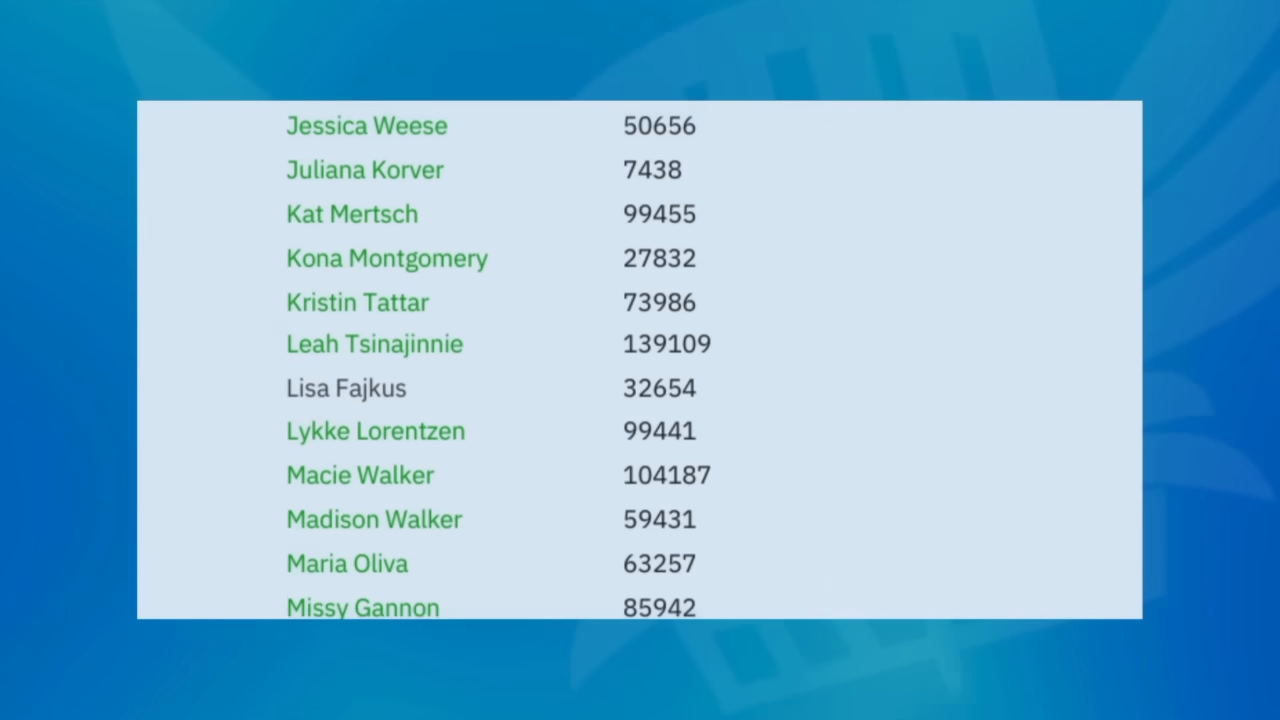 Jessica Weese 50656
Juliana Korver 7438
Kat Mertsch 99455
Kona Montgomery 27832
Kristin Tattar 73986
Leah Tsinajinnie 139109
Lisa Fajkus 32654
Lykke Lorentzen 99441
Macie Walker 104187
Madison Walker 59431
Maria Oliva 63257
Missy Gannon 85942